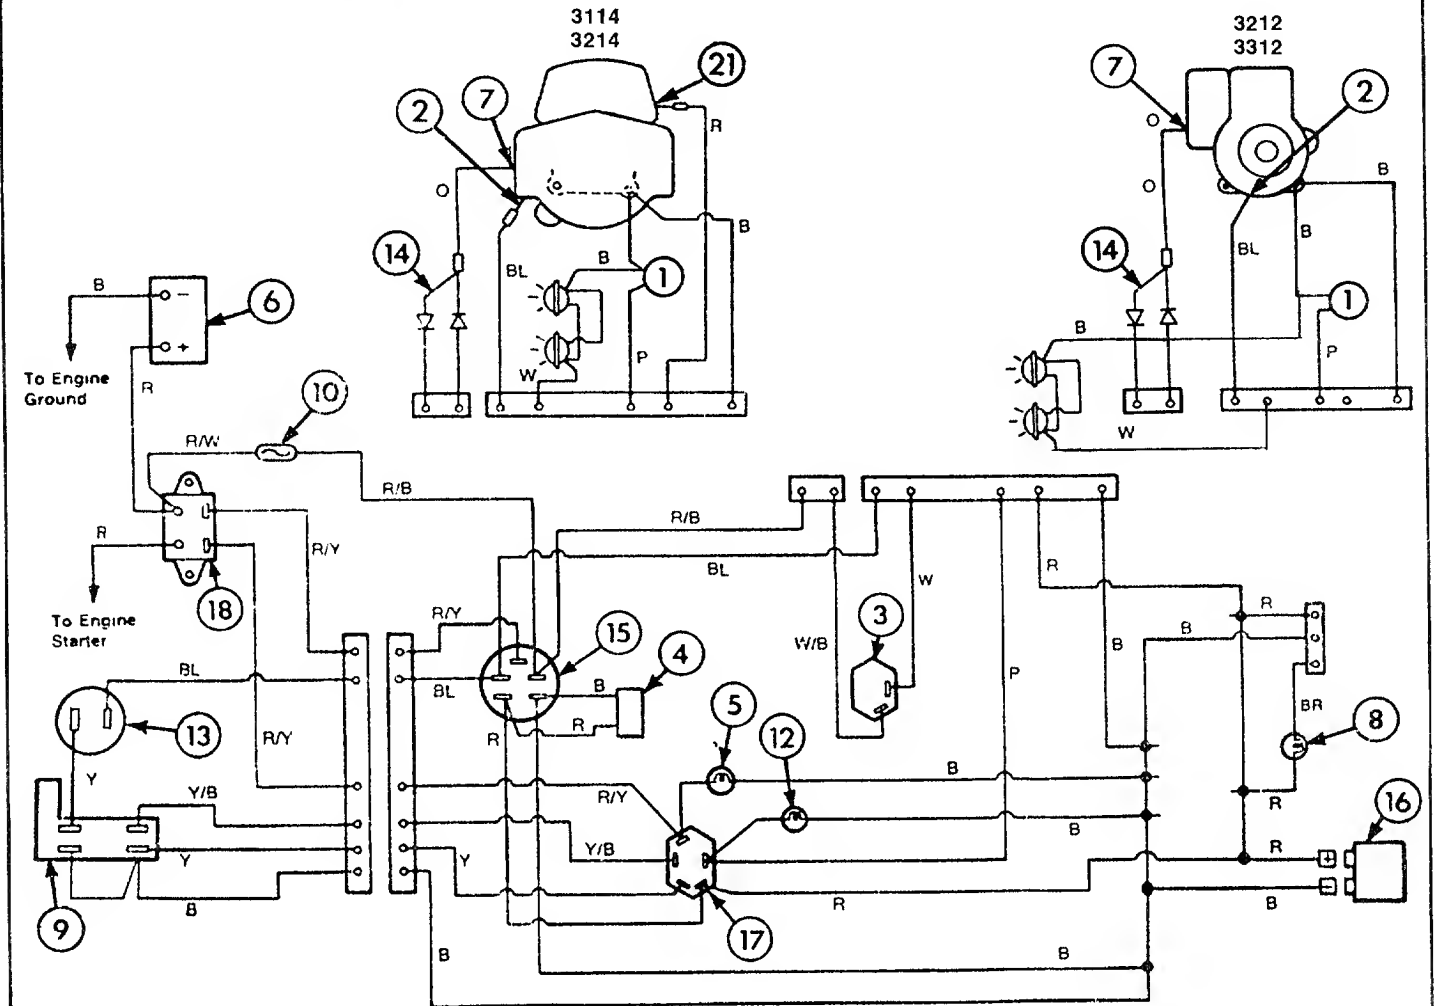 3114
3214
3212
3312
21
7
2
7
2
O
R
O
B
O
B
14
BL
B
1
14
BL
B
1
B
6
B
−
+
To Engine
Ground
R
W
P
B
P
W
10
R/W
R/B
R/B
R
R/Y
BL
W
R
18
To Engine
Starter
R/Y
15
4
3
W/B
B
P
B
R
BL
BL
B
R
R
5
12
BR
8
13
R/Y
Y
Y/B
R/Y
B
R
16
B
Y
Y/B
Y
R
+
−
B
R
B
9
17
B
B